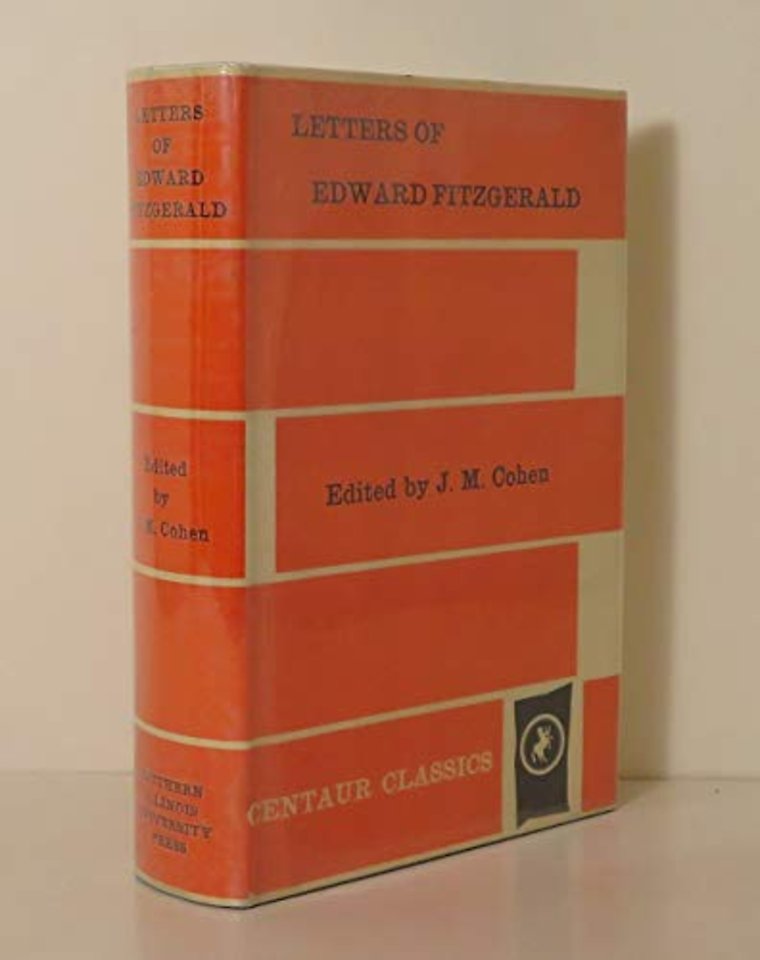 LETTERS
OF
EDWARD
FITZGERALD
Edited
by
M. Cohen
SOUTHERN
ILLINOIS
UNIVERSITY
PRESS
LETTERS OF
EDWARD FITZGERALD
Edited by J. M. Cohen
CENTAUR CLASSICS